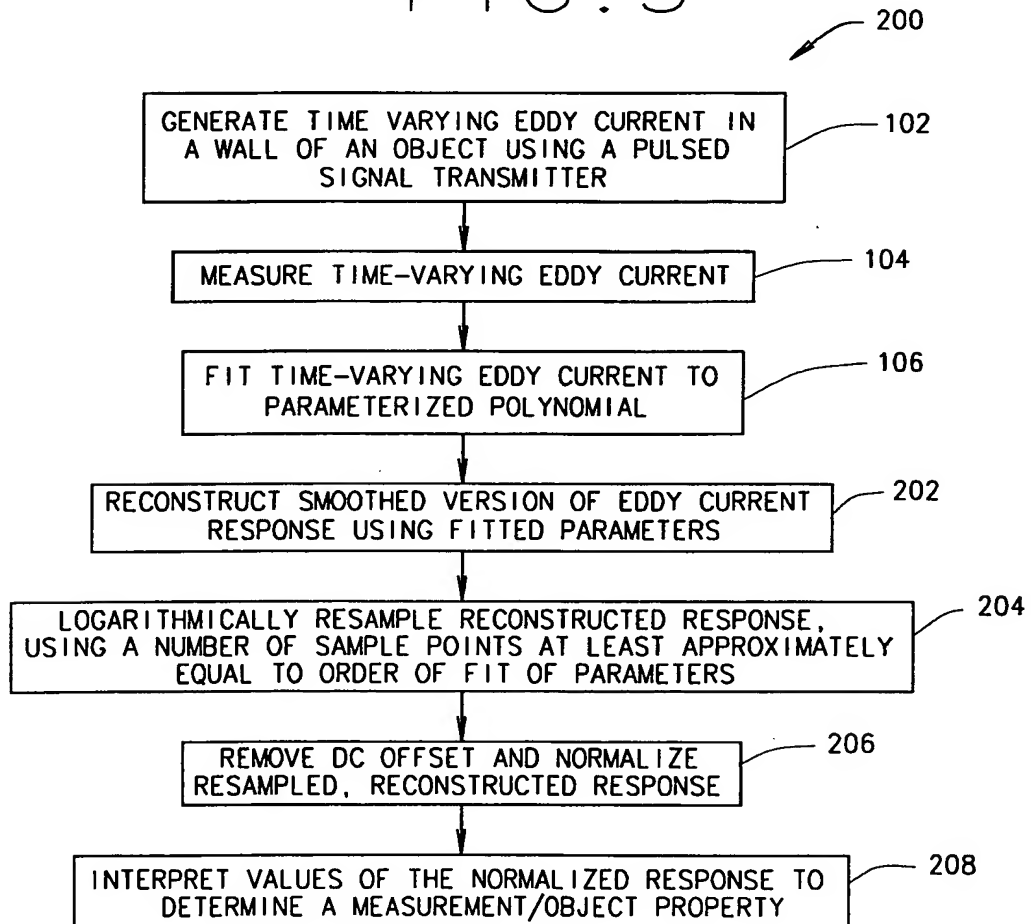 FIG. 3
200
GENERATE TIME VARYING EDDY CURRENT IN
A WALL OF AN OBJECT USING A PULSED
SIGNAL TRANSMITTER
102
MEASURE TIME-VARYING EDDY CURRENT
104
FIT TIME-VARYING EDDY CURRENT TO
PARAMETERIZED POLYNOMIAL
106
RECONSTRUCT SMOOTHED VERSION OF EDDY CURRENT
RESPONSE USING FITTED PARAMETERS
202
LOGARITHMICALLY RESAMPLE RECONSTRUCTED RESPONSE,
USING A NUMBER OF SAMPLE POINTS AT LEAST APPROXIMATELY
EQUAL TO ORDER OF FIT OF PARAMETERS
204
REMOVE DC OFFSET AND NORMALIZE
RESAMPLED, RECONSTRUCTED RESPONSE
206
INTERPRET VALUES OF THE NORMALIZED RESPONSE TO
DETERMINE A MEASUREMENT/OBJECT PROPERTY
208